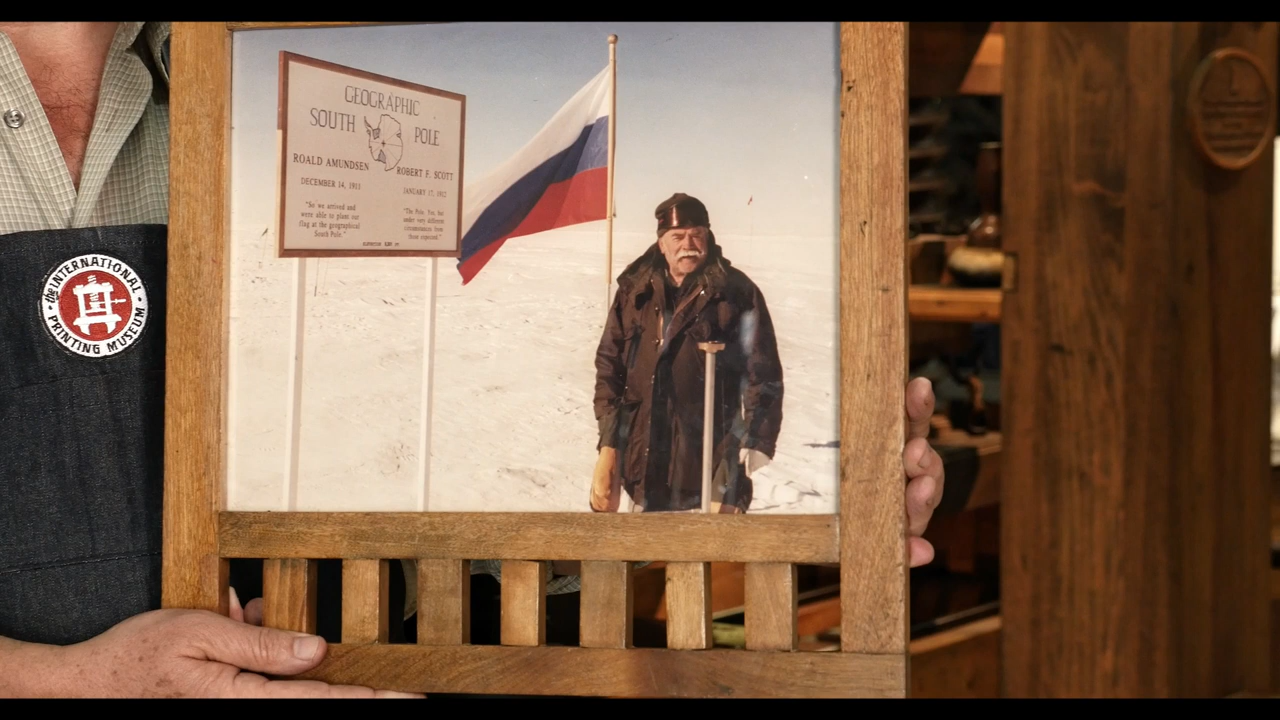 GEOGRAPHIC
SOUTH POLE
ROALD AMUNDSEN
DECEMBER 14, 1911
"So we arrived and
were able to plant our
flag at the geographical
South Pole."
ROBERT F. SCOTT
JANUARY 17, 1912
"The Pole. Yes, but
under very different
circumstances from
those expected."
the INTERNATIONAL
PRINTING MUSEUM